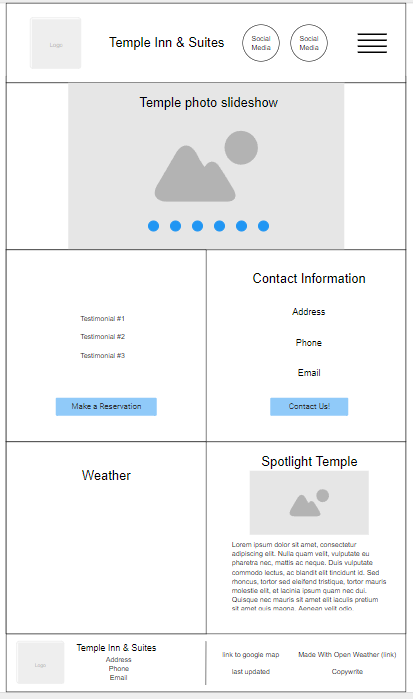 Logo
Temple Inn & Suites
Social
Media
Social
Media
Temple photo slideshow
Testimonial #1
Testimonial #2
Testimonial #3
Make a Reservation
Contact Information
Address
Phone
Email
Contact Us!
Weather
Spotlight Temple
Lorem ipsum dolor sit amet, consectetur
adipiscing elit. Nulla quam velit, vulputate eu
pharetra nec, mattis ac neque. Duis vulputate
commodo lectus, ac blandit elit tincidunt id. Sed
rhoncus, tortor sed eleifend tristique, tortor mauris
molestie elit, et lacinia ipsum quam nec dui.
Quisque nec mauris sit amet elit iaculis pretium
sit amet quis magna. Aenean velit odio
Logo
Temple Inn & Suites
Address
Phone
Email
link to google map
last updated
Made With Open Weather (link)
Copywrite